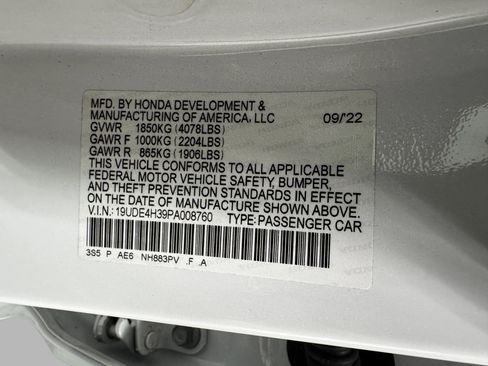 MFD. BY HONDA DEVELOPMENT &
MANUFACTURING OF AMERICA, LLC 09/'22
GVWR 1850KG (4078LBS)
GAWR F 1000KG (2204LBS)
GAWR R 865KG (1906LBS)
THIS VEHICLE CONFORMS TO ALL APPLICABLE
FEDERAL MOTOR VEHICLE SAFETY, BUMPER,
AND THEFT PREVENTION STANDARDS IN EFFECT
ON THE DATE OF MANUFACTURE SHOWN ABOVE.
V.I.N.: 19UDE4H39PA008760 TYPE: PASSENGER CAR
3S5 P AE6 NH883PV .F .A